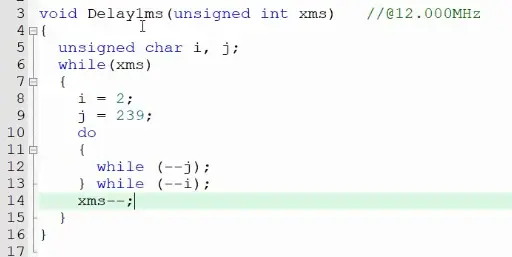 3 void Delay1ms(unsigned int xms)   //@12.000MHz
4 {
5   unsigned char i, j;
6   while(xms)
7   {
8     i = 2;
9     j = 239;
10     do
11     {
12       while (--j);
13     } while (--i);
14     xms--;
15   }
16 }
17